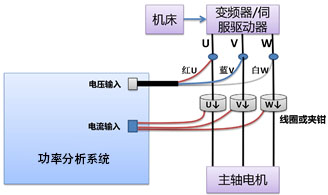 机床
变频器/伺
服驱动器
U
V
W
红U
蓝V
白W
电压输入
电流输入
U↓
V↓
W↓
线圈或夹钳
功率分析系统
主轴电机